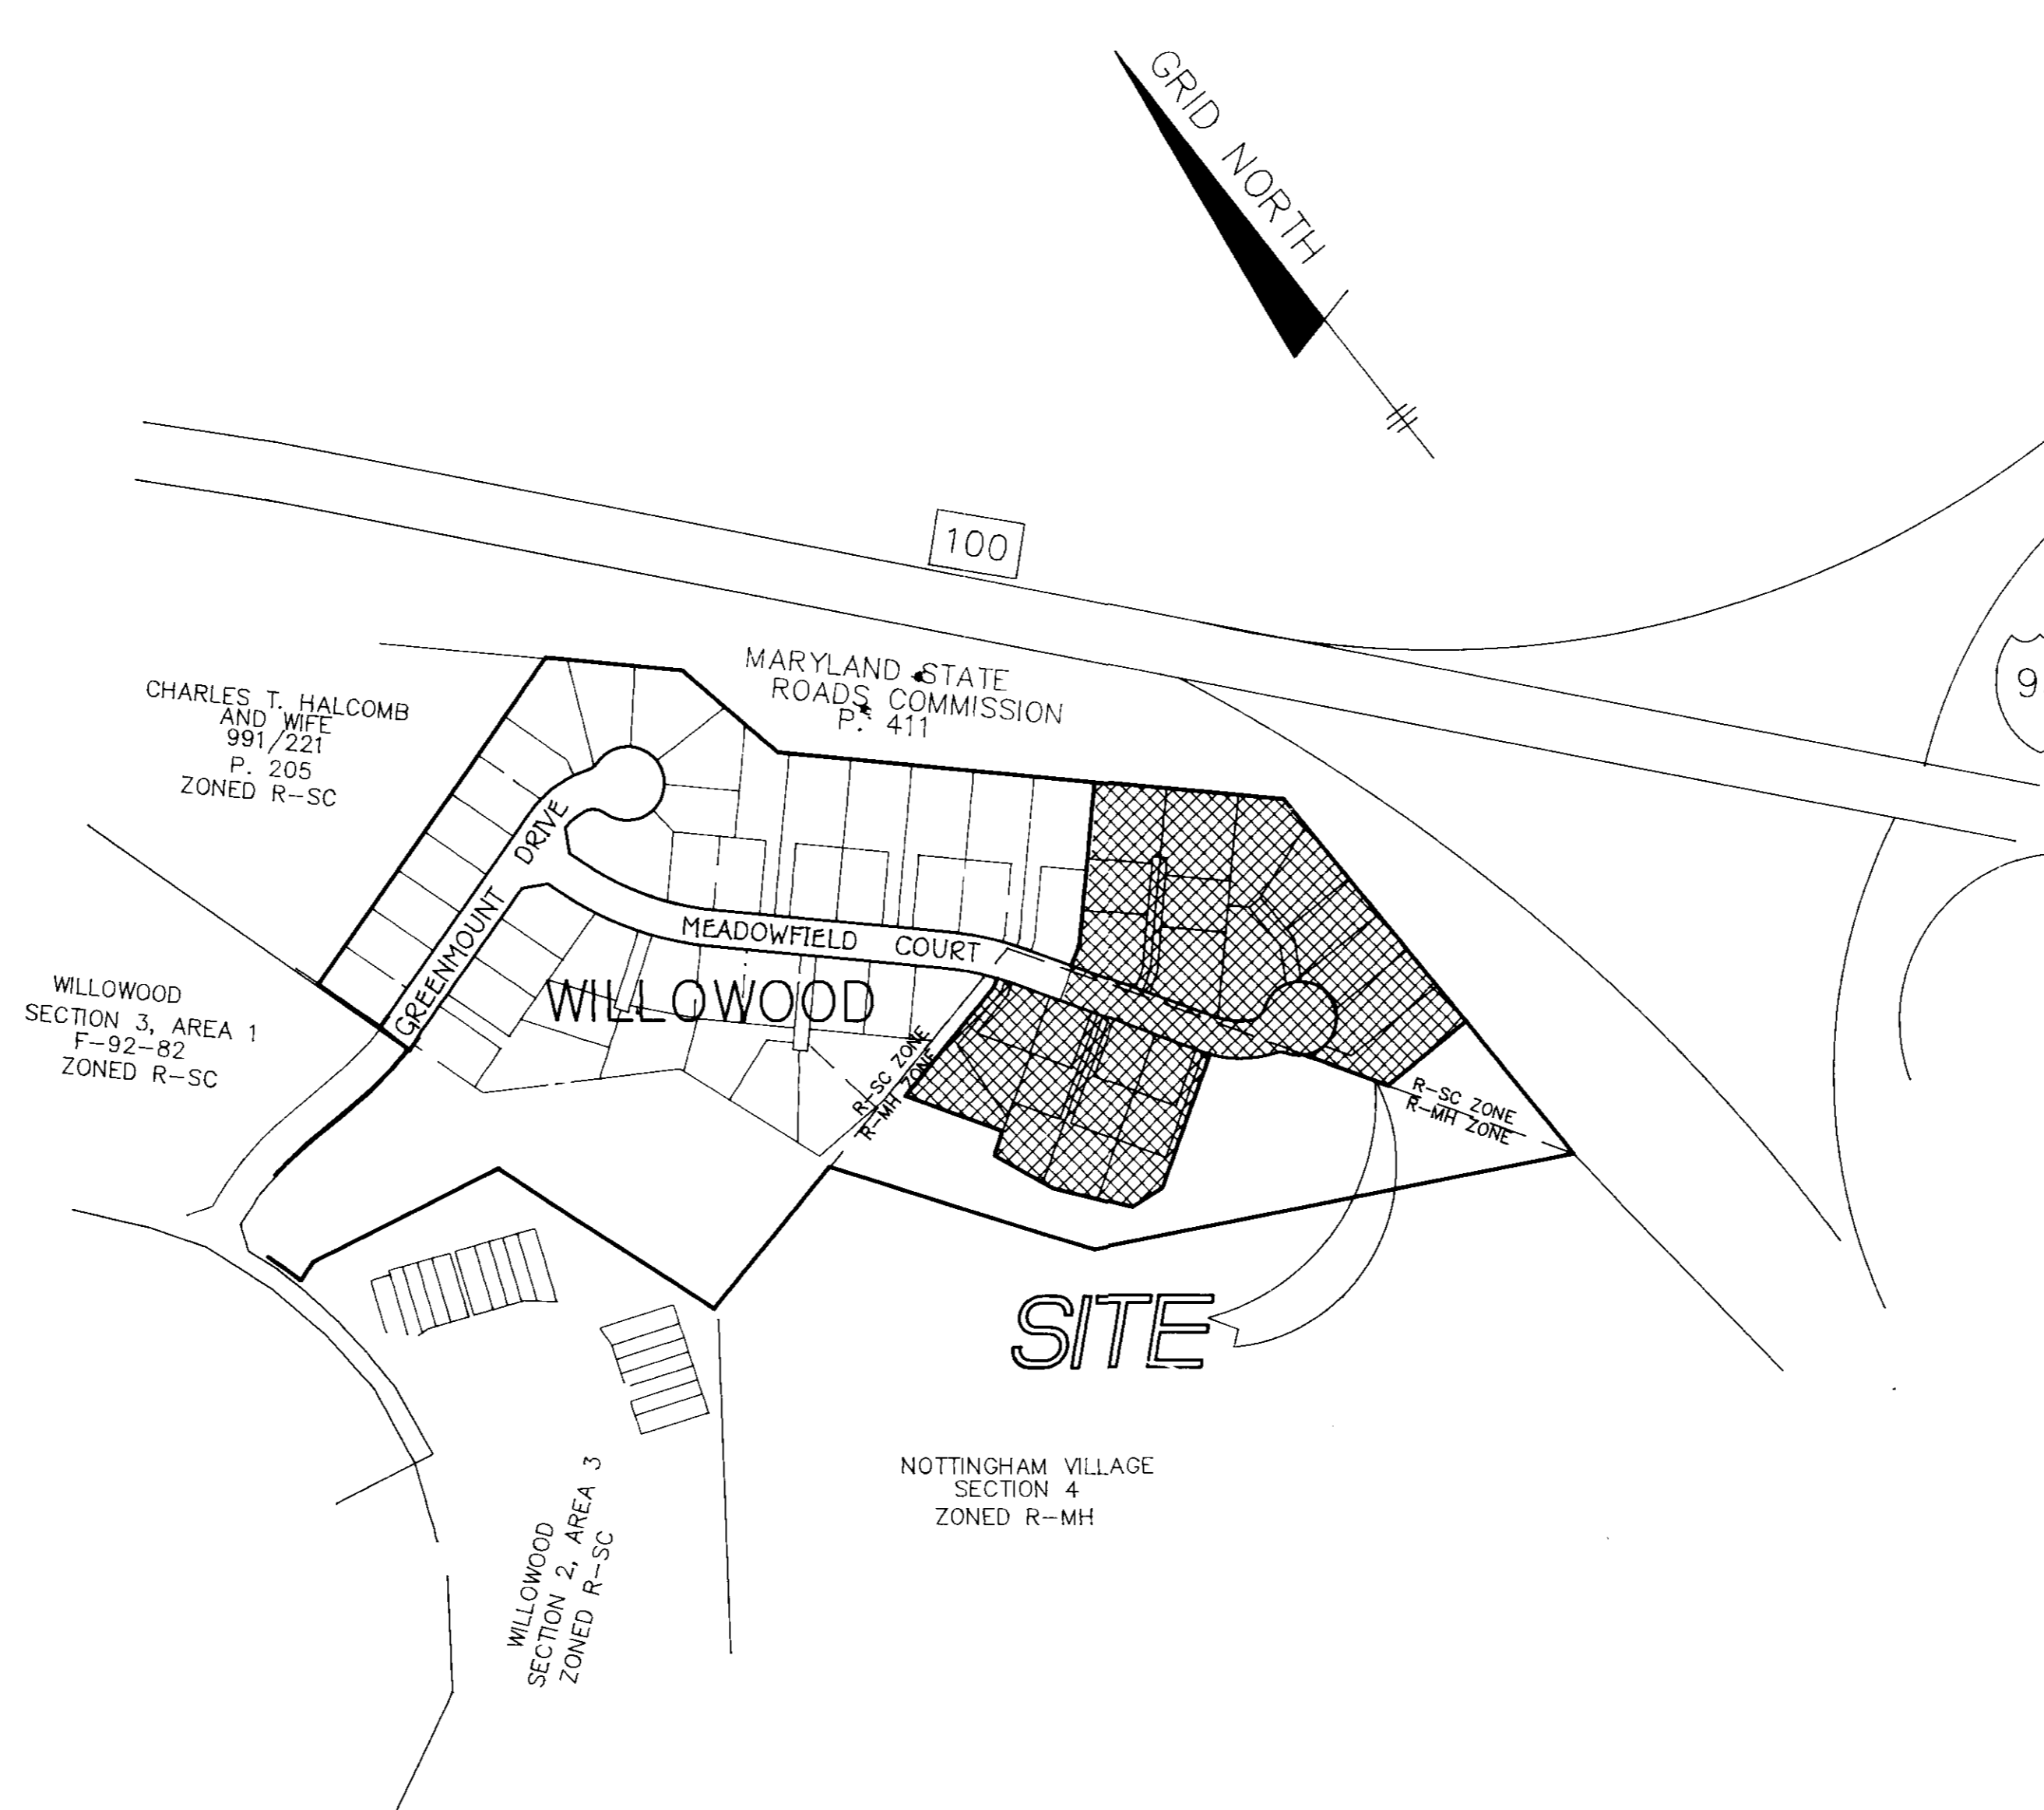 GRID NORTH
100
9
MARYLAND STATE
ROADS COMMISSION
P. 411
CHARLES T. HALCOMB
AND WIFE
991/221
P. 205
ZONED R-SC
GREENMOUNT DRIVE
MEADOWFIELD COURT
WILLOWOOD
WILLOWOOD
SECTION 3, AREA 1
F-92-82
ZONED R-SC
R-SC ZONE
R-MH ZONE
R-SC ZONE
R-MH ZONE
SITE
NOTTINGHAM VILLAGE
SECTION 4
ZONED R-MH
WILLOWOOD
SECTION 2, AREA 3
ZONED R-SC